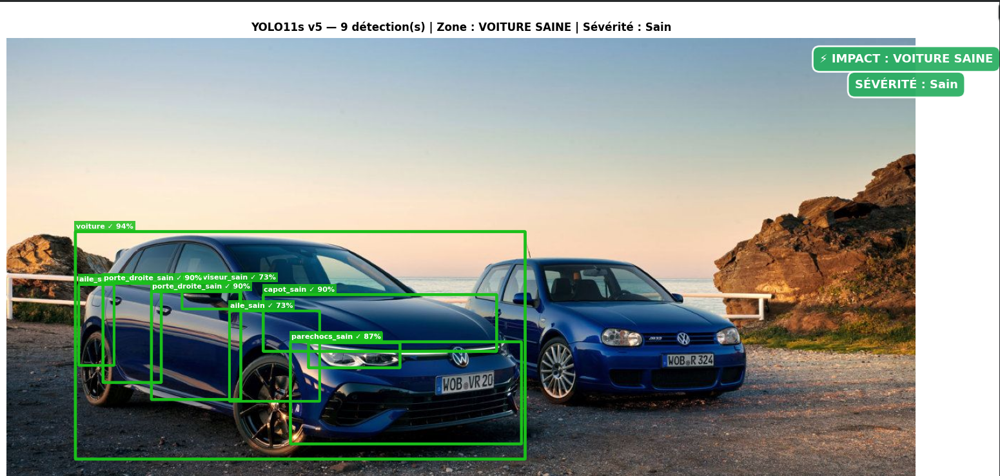 YOLO11s v5 — 9 détection(s) | Zone : VOITURE SAINE | Sévérité : Sain
⚡ IMPACT : VOITURE SAINE
SÉVÉRITÉ : Sain
voiture ✓ 94%
aile_s
porte_droite_sain ✓ 90%
viseur_sain ✓ 73%
porte_droite_sain ✓ 90%
capot_sain ✓ 90%
aile_sain ✓ 73%
parechocs_sain ✓ 87%
WOB VR 20
WOB R 324